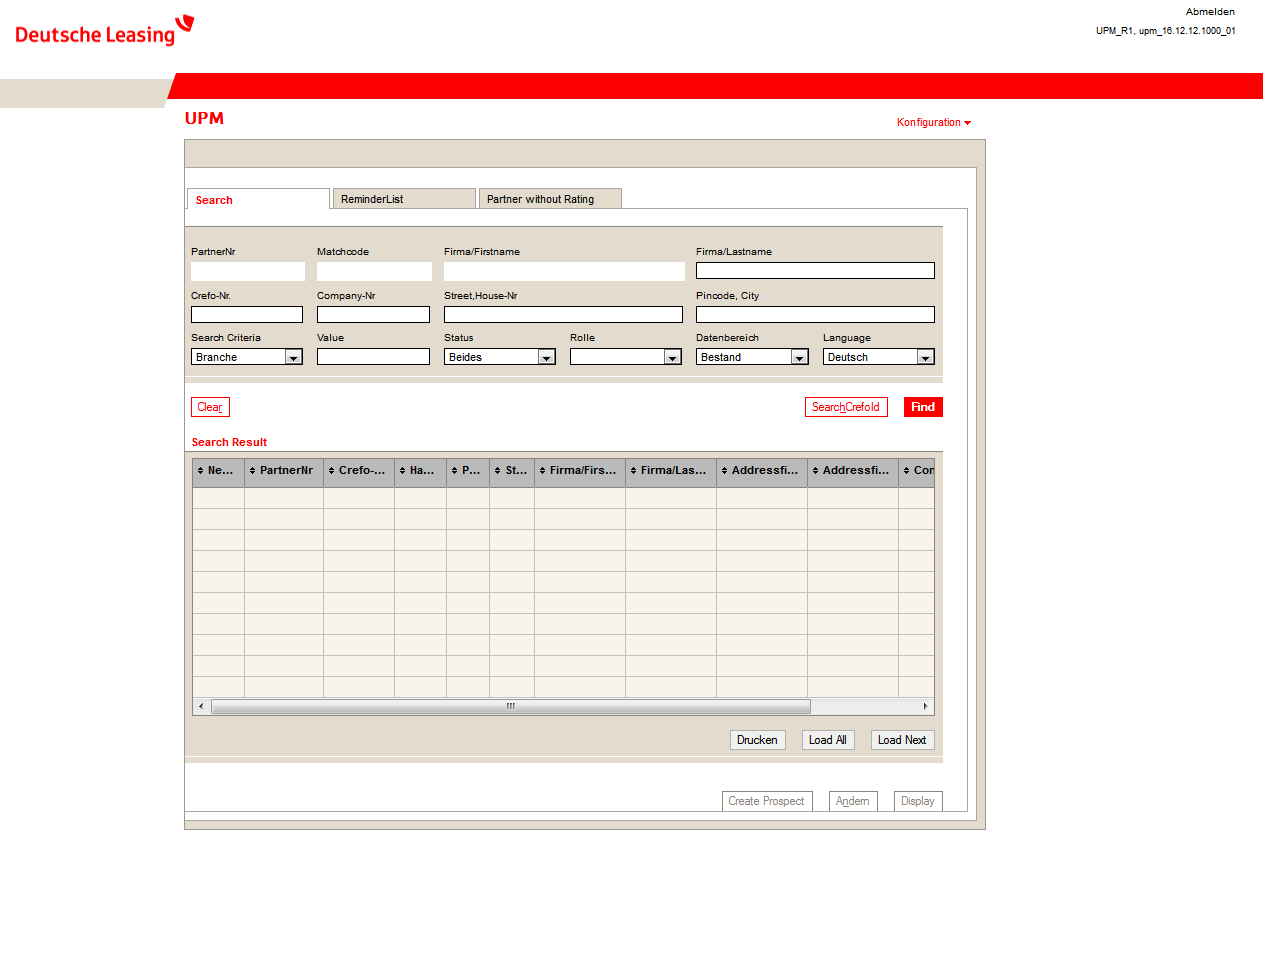 Abmelden
Deutsche Leasing
UPM_R1, upm_16.12.12.1000_01
UPM
Konfiguration
Search ReminderList Partner without Rating
PartnerNr Matchcode Firma/Firstname Firma/Lastname
Crefo-Nr. Company-Nr Street,House-Nr Pincode, City
Search Criteria Value Status Rolle Datenbereich Language
Branche Beides Bestand Deutsch
Clear SearchCrefoId Find
Search Result
Ne... PartnerNr Crefo-... Ha... P... St... Firma/Firs... Firma/Las... Addressfi... Addressfi... Con
Drucken Load All Load Next
Create Prospect Ändern Display